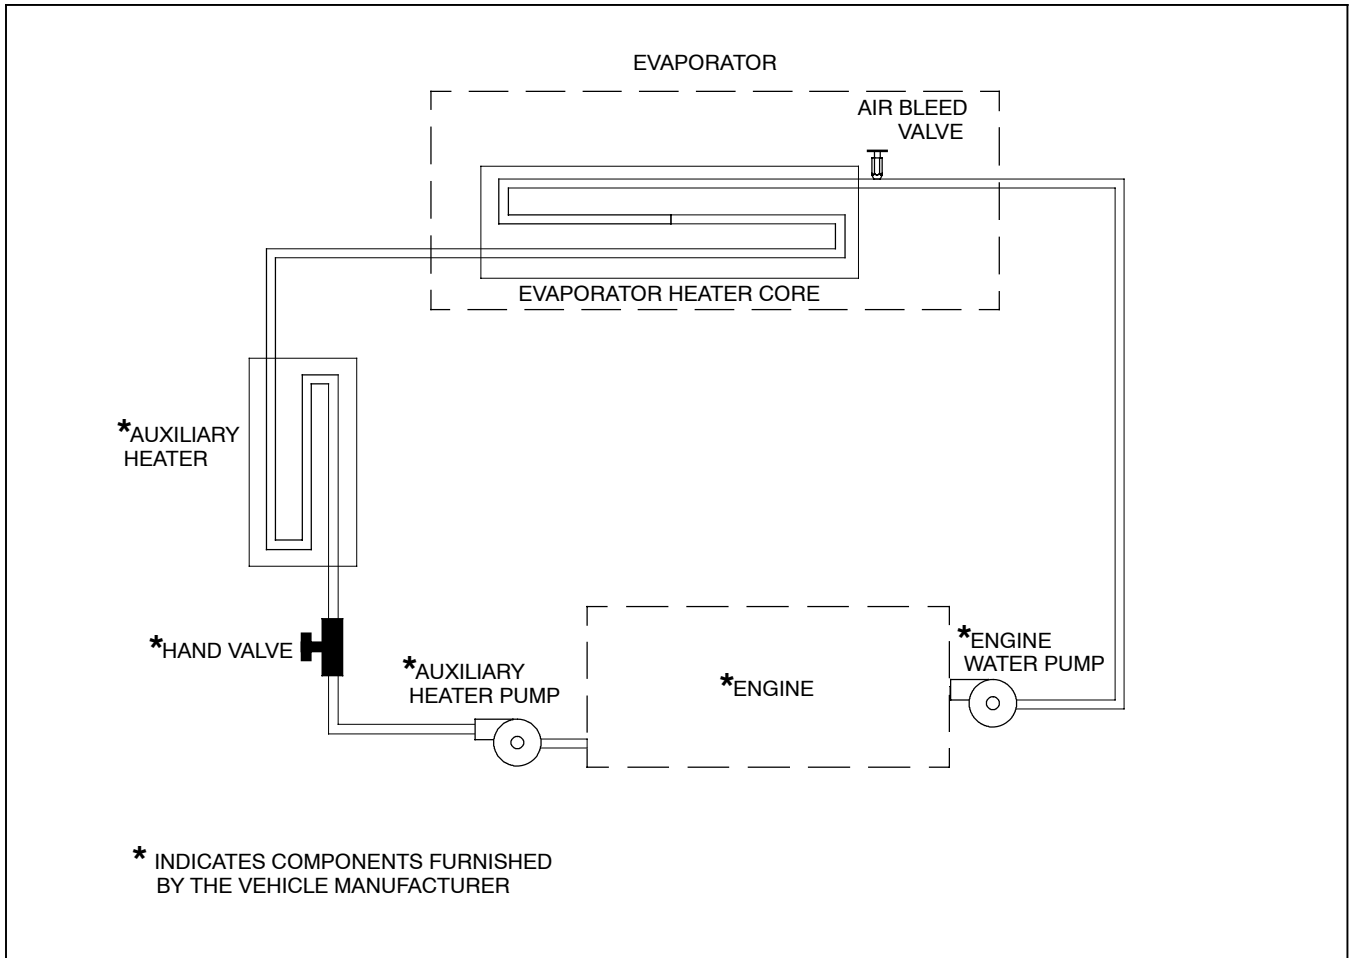 EVAPORATOR
AIR BLEED
VALVE
EVAPORATOR HEATER CORE
*AUXILIARY
HEATER
*HAND VALVE
*AUXILIARY
HEATER PUMP
*ENGINE
*ENGINE
WATER PUMP
* INDICATES COMPONENTS FURNISHED
BY THE VEHICLE MANUFACTURER